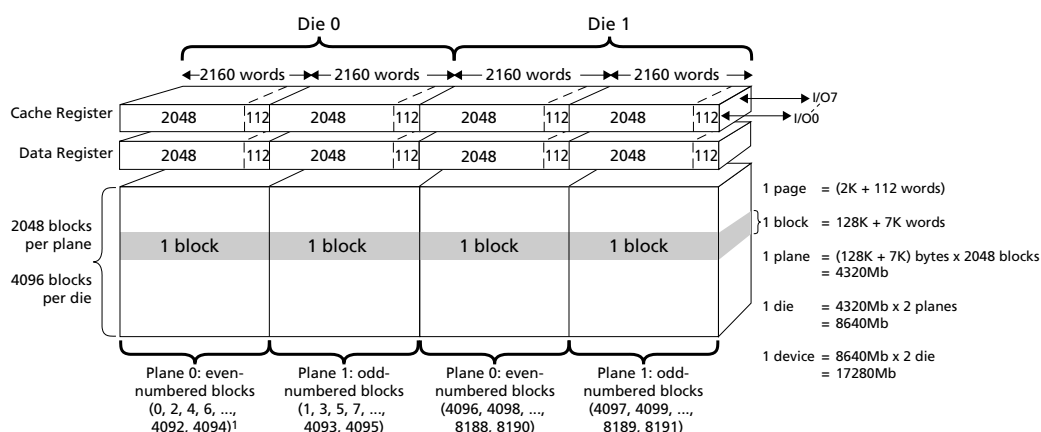 Die 0
Die 1
2160 words
2160 words
2160 words
2160 words
Cache Register
2048
112
2048
112
2048
112
2048
112
I/O7
I/O0
Data Register
2048
112
2048
112
2048
112
2048
112
2048 blocks
per plane
4096 blocks
per die
1 block
1 block
1 block
1 block
1 page = (2K + 112 words)
1 block = 128K + 7K words
1 plane = (128K + 7K) bytes x 2048 blocks
= 4320Mb
1 die = 4320Mb x 2 planes
= 8640Mb
1 device = 8640Mb x 2 die
= 17280Mb
Plane 0: even-
numbered blocks
(0, 2, 4, 6, ...,
4092, 4094)¹
Plane 1: odd-
numbered blocks
(1, 3, 5, 7, ...,
4093, 4095)
Plane 0: even-
numbered blocks
(4096, 4098, ...,
8188, 8190)
Plane 1: odd-
numbered blocks
(4097, 4099, ...,
8189, 8191)